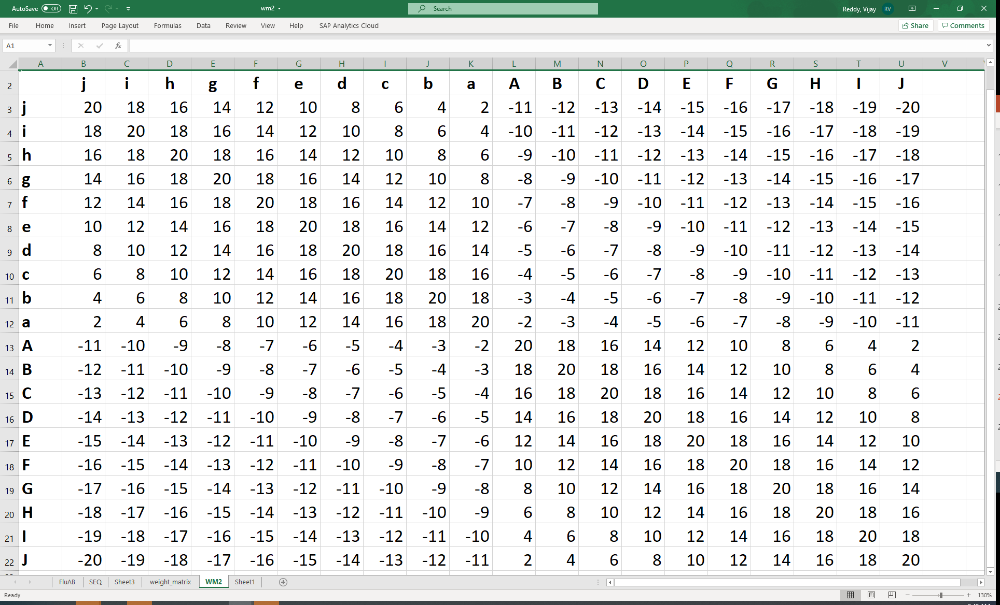 AutoSave Off wm2 Search Reddy, Vijay RV
File Home Insert Page Layout Formulas Data Review View Help SAP Analytics Cloud Share Comments
A1 fx
A B C D E F G H I J K L M N O P Q R S T U V
2 j i h g f e d c b a A B C D E F G H I J
3 j 20 18 16 14 12 10 8 6 4 2 -11 -12 -13 -14 -15 -16 -17 -18 -19 -20
4 i 18 20 18 16 14 12 10 8 6 4 -10 -11 -12 -13 -14 -15 -16 -17 -18 -19
5 h 16 18 20 18 16 14 12 10 8 6 -9 -10 -11 -12 -13 -14 -15 -16 -17 -18
6 g 14 16 18 20 18 16 14 12 10 8 -8 -9 -10 -11 -12 -13 -14 -15 -16 -17
7 f 12 14 16 18 20 18 16 14 12 10 -7 -8 -9 -10 -11 -12 -13 -14 -15 -16
8 e 10 12 14 16 18 20 18 16 14 12 -6 -7 -8 -9 -10 -11 -12 -13 -14 -15
9 d 8 10 12 14 16 18 20 18 16 14 -5 -6 -7 -8 -9 -10 -11 -12 -13 -14
10 c 6 8 10 12 14 16 18 20 18 16 -4 -5 -6 -7 -8 -9 -10 -11 -12 -13
11 b 4 6 8 10 12 14 16 18 20 18 -3 -4 -5 -6 -7 -8 -9 -10 -11 -12
12 a 2 4 6 8 10 12 14 16 18 20 -2 -3 -4 -5 -6 -7 -8 -9 -10 -11
13 A -11 -10 -9 -8 -7 -6 -5 -4 -3 -2 20 18 16 14 12 10 8 6 4 2
14 B -12 -11 -10 -9 -8 -7 -6 -5 -4 -3 18 20 18 16 14 12 10 8 6 4
15 C -13 -12 -11 -10 -9 -8 -7 -6 -5 -4 16 18 20 18 16 14 12 10 8 6
16 D -14 -13 -12 -11 -10 -9 -8 -7 -6 -5 14 16 18 20 18 16 14 12 10 8
17 E -15 -14 -13 -12 -11 -10 -9 -8 -7 -6 12 14 16 18 20 18 16 14 12 10
18 F -16 -15 -14 -13 -12 -11 -10 -9 -8 -7 10 12 14 16 18 20 18 16 14 12
19 G -17 -16 -15 -14 -13 -12 -11 -10 -9 -8 8 10 12 14 16 18 20 18 16 14
20 H -18 -17 -16 -15 -14 -13 -12 -11 -10 -9 6 8 10 12 14 16 18 20 18 16
21 I -19 -18 -17 -16 -15 -14 -13 -12 -11 -10 4 6 8 10 12 14 16 18 20 18
22 J -20 -19 -18 -17 -16 -15 -14 -13 -12 -11 2 4 6 8 10 12 14 16 18 20
FluAB SEQ Sheet3 weight_matrix WM2 Sheet1
Ready 130%